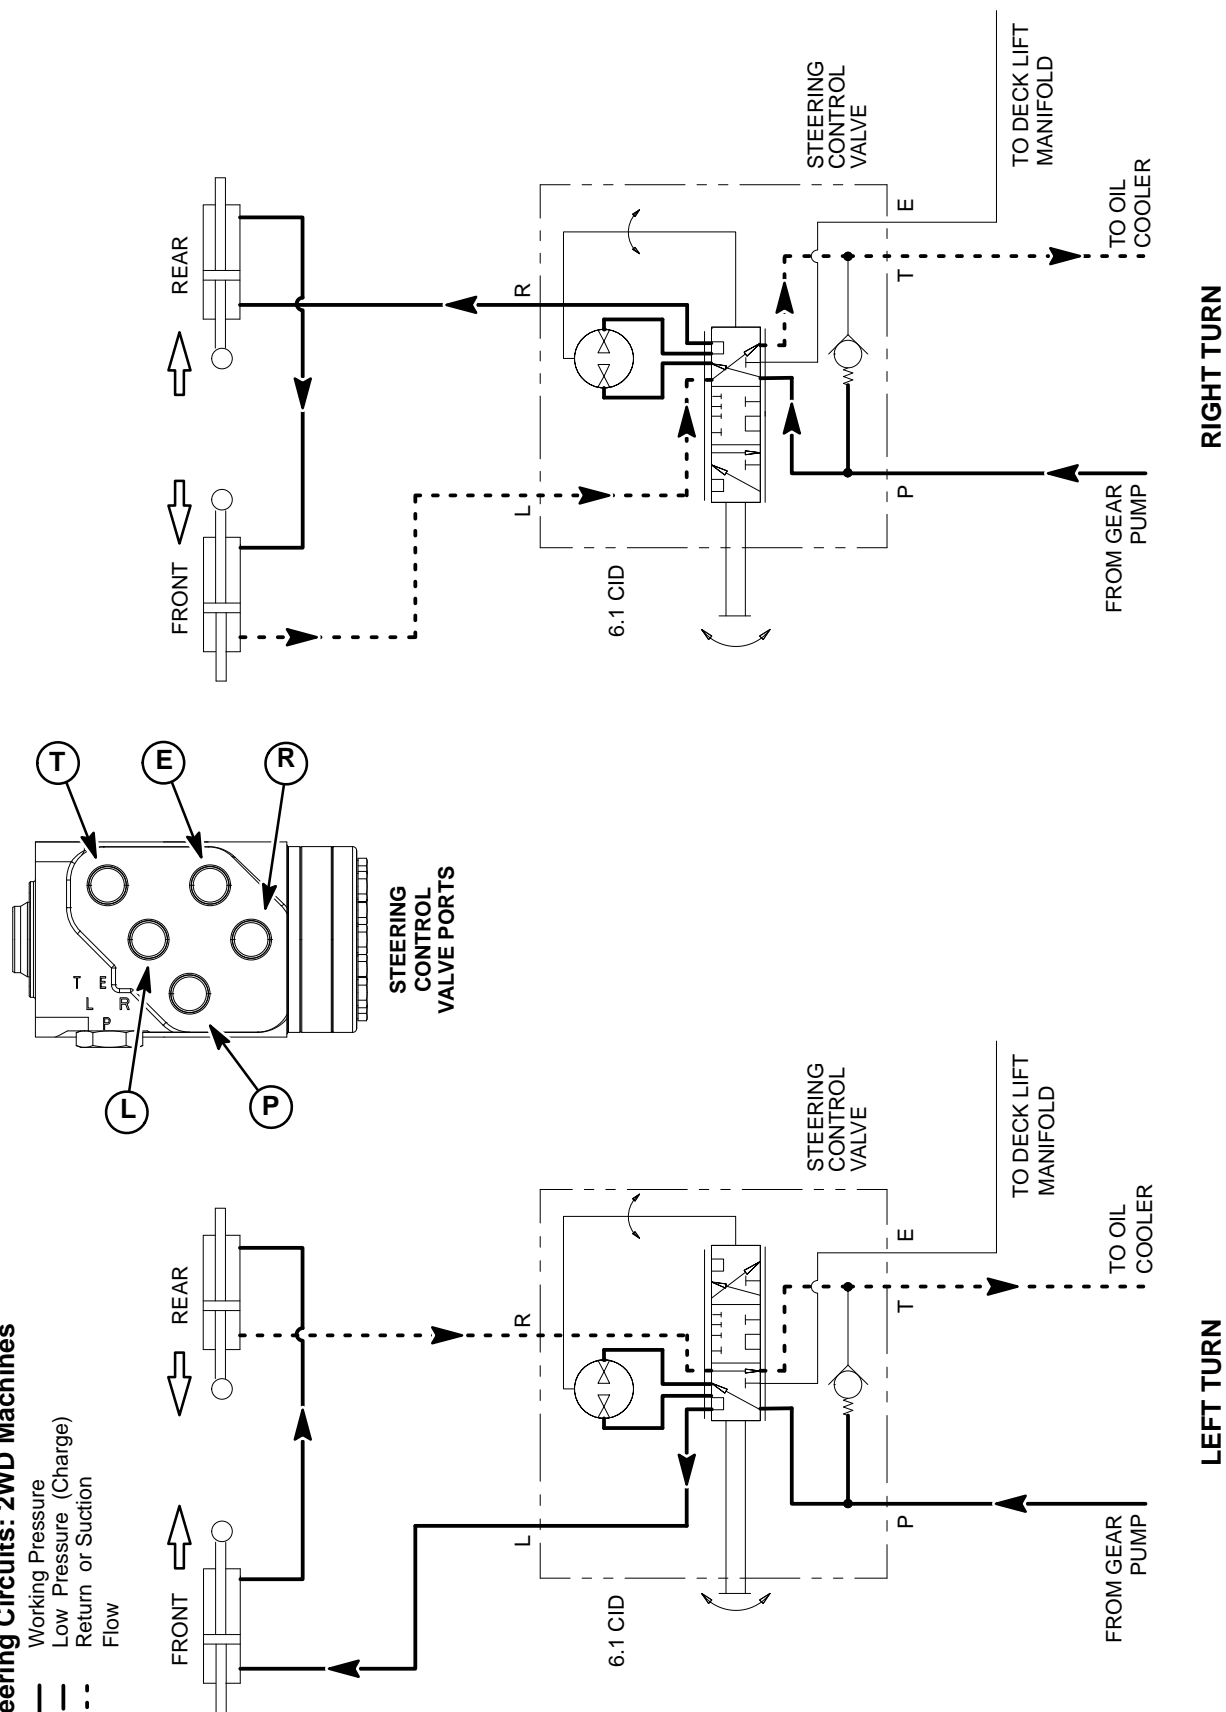 eering Circuits: 2WD Machines
Working Pressure
Low Pressure (Charge)
Return or Suction
Flow
FRONT
REAR
L
R
6.1 CID
STEERING
CONTROL
VALVE
P
T
E
FROM GEAR
PUMP
TO OIL
COOLER
TO DECK LIFT
MANIFOLD
LEFT TURN
T
E
R
L
P
T E
L R
P
STEERING
CONTROL
VALVE PORTS
FRONT
REAR
L
R
6.1 CID
STEERING
CONTROL
VALVE
P
T
E
FROM GEAR
PUMP
TO OIL
COOLER
TO DECK LIFT
MANIFOLD
RIGHT TURN